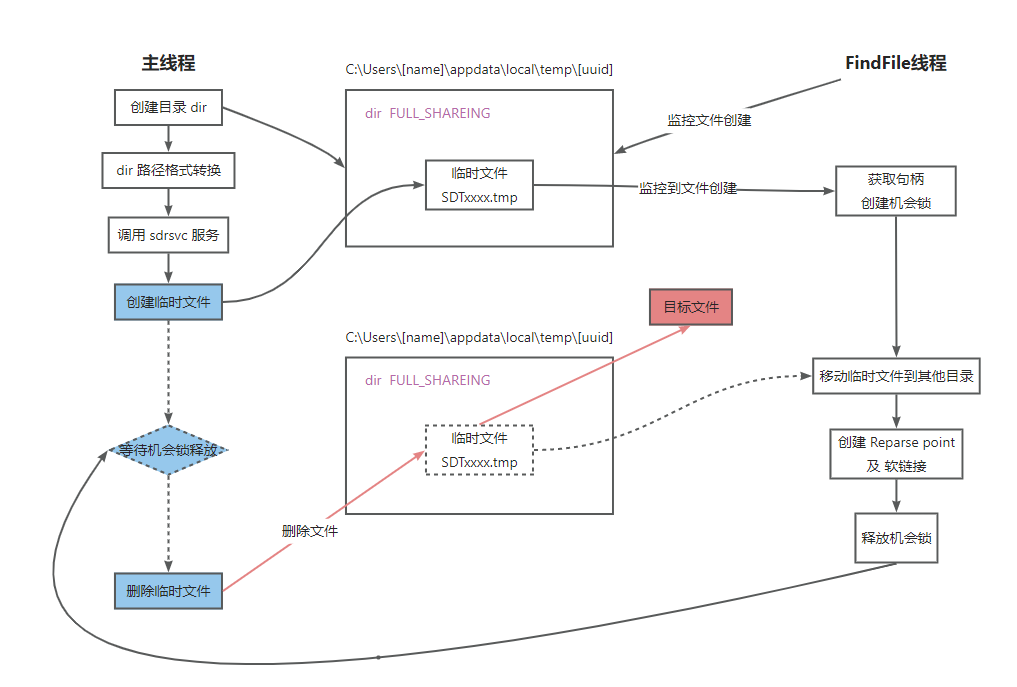 主线程
FindFile线程
C:\Users\[name]\appdata\local\temp\[uuid]
创建目录 dir
dir FULL_SHAREING
监控文件创建
dir 路径格式转换
临时文件
SDTxxxx.tmp
监控到文件创建
获取句柄
创建机会锁
调用 sdrsvc 服务
创建临时文件
目标文件
C:\Users\[name]\appdata\local\temp\[uuid]
dir FULL_SHAREING
移动临时文件到其他目录
等待机会锁释放
临时文件
SDTxxxx.tmp
创建 Reparse point
及 软链接
删除文件
释放机会锁
删除临时文件